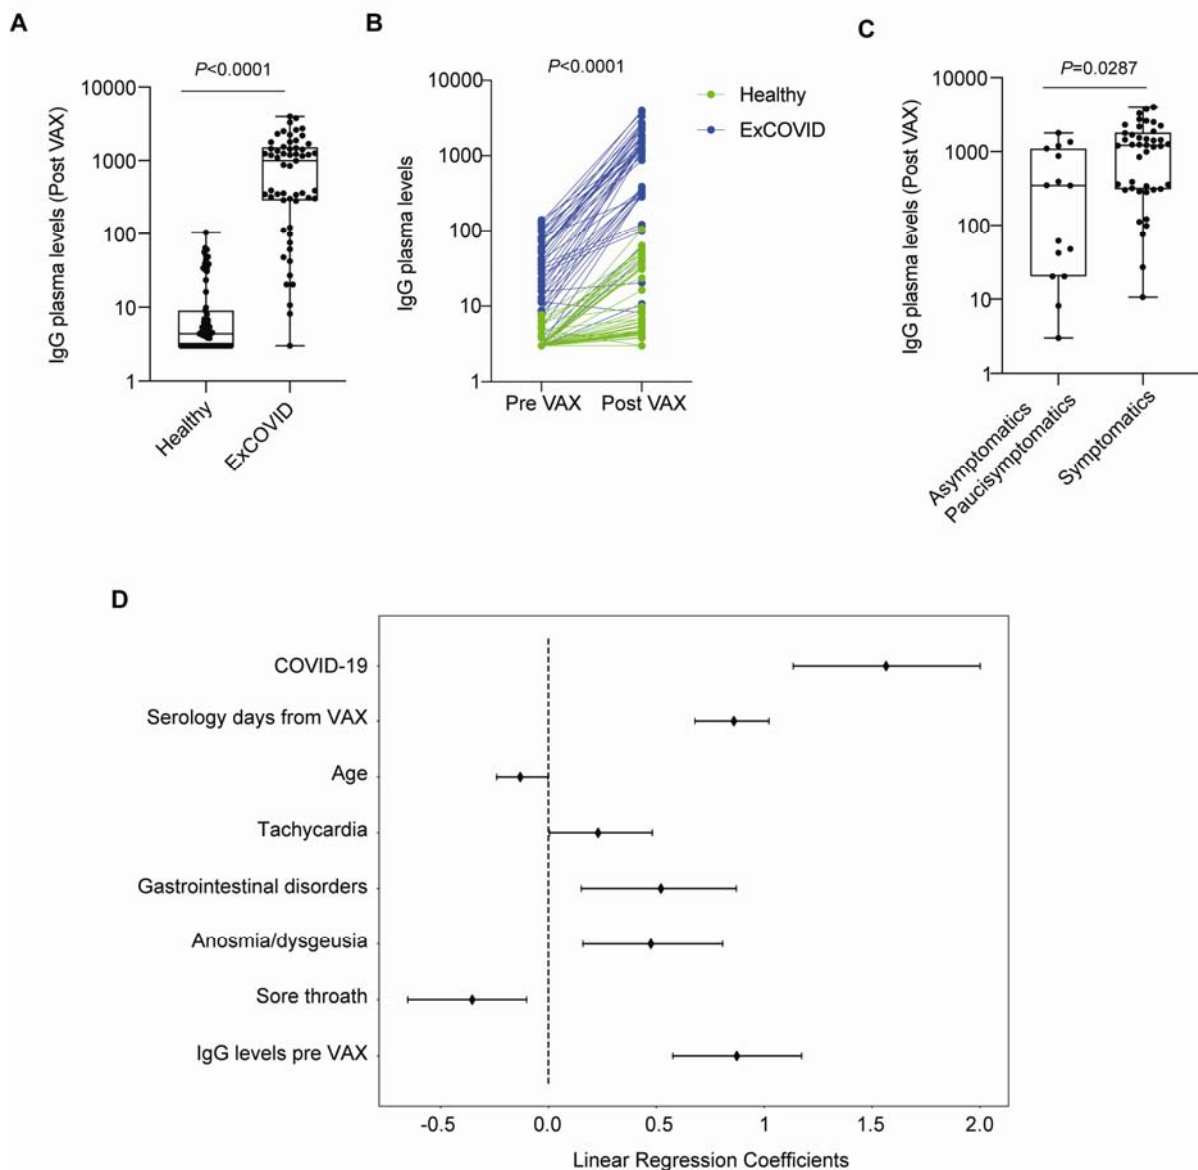 A
P<0.0001
IgG plasma levels (Post VAX)
10000
1000
100
10
1
Healthy
ExCOVID
B
P<0.0001
IgG plasma levels
10000
1000
100
10
1
Pre VAX
Post VAX
Healthy
ExCOVID
C
P=0.0287
IgG plasma levels (Post VAX)
10000
1000
100
10
1
Asymptomatics
Paucisymptomatics
Symptomatics
D
COVID-19
Serology days from VAX
Age
Tachycardia
Gastrointestinal disorders
Anosmia/dysgeusia
Sore throath
IgG levels pre VAX
-0.5
0.0
0.5
1
1.5
2.0
Linear Regression Coefficients